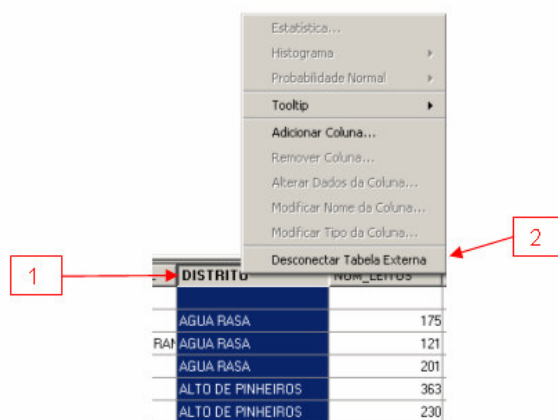 Estatística...
Histograma
Probabilidade Normal
Tooltip
Adicionar Coluna...
Remover Coluna...
Alterar Dados da Coluna...
Modificar Nome da Coluna...
Modificar Tipo da Coluna...
Desconectar Tabela Externa
2
1
DISTRITO NUM_LEITOS
AGUA RASA 175
RAN AGUA RASA 121
AGUA RASA 201
ALTO DE PINHEIROS 363
ALTO DE PINHEIROS 230